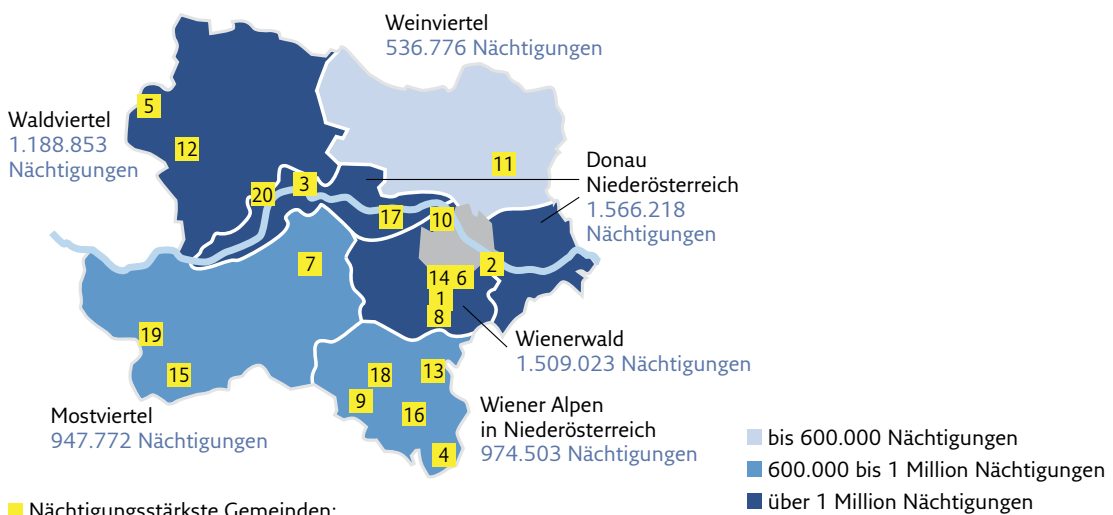 Weinviertel
536.776 Nächtigungen
Waldviertel
1.188.853
Nächtigungen
5
12
11
Donau
Niederösterreich
1.566.218
Nächtigungen
20
3
17
10
2
7
14
6
1
8
Wienerwald
1.509.023 Nächtigungen
19
15
18
13
9
16
4
Mostviertel
947.772 Nächtigungen
Wiener Alpen
in Niederösterreich
974.503 Nächtigungen
bis 600.000 Nächtigungen
600.000 bis 1 Million Nächtigungen
über 1 Million Nächtigungen
Nächtigungsstärkste Gemeinden: